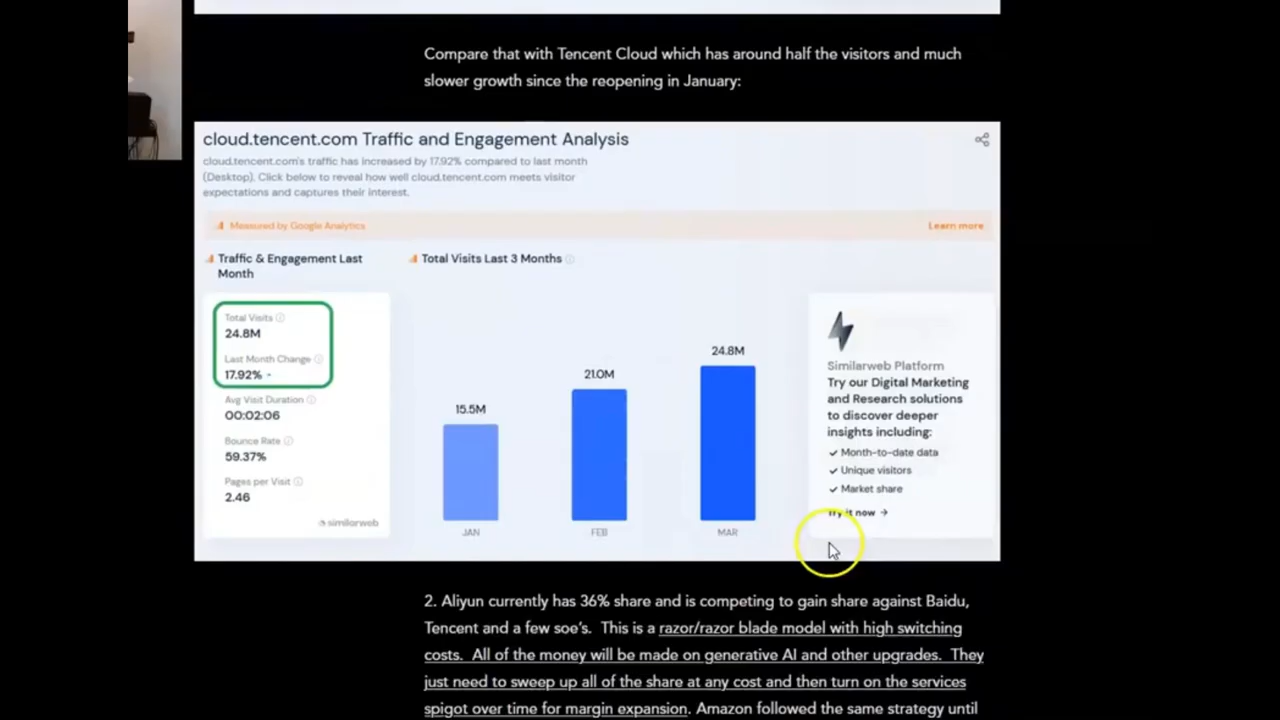 Compare that with Tencent Cloud which has around half the visitors and much
slower growth since the reopening in January:
cloud.tencent.com Traffic and Engagement Analysis
cloud.tencent.com's traffic has increased by 17.92% compared to last month
(Desktop). Click below to reveal how well cloud.tencent.com meets visitor
expectations and captures their interest.
Measured by Google Analytics
Learn more
Traffic & Engagement Last
Month
Total Visits
24.8M
Last Month Change
17.92%
Avg Visit Duration
00:02:06
Bounce Rate
59.37%
Pages per Visit
2.46
similarweb
Total Visits Last 3 Months
15.5M
21.0M
24.8M
JAN
FEB
MAR
Similarweb Platform
Try our Digital Marketing
and Research solutions
to discover deeper
insights including:
Month-to-date data
Unique visitors
Market share
Try it now →
2. Aliyun currently has 36% share and is competing to gain share against Baidu,
Tencent and a few soe's. This is a razor/razor blade model with high switching
costs. All of the money will be made on generative AI and other upgrades. They
just need to sweep up all of the share at any cost and then turn on the services
spigot over time for margin expansion. Amazon followed the same strategy until